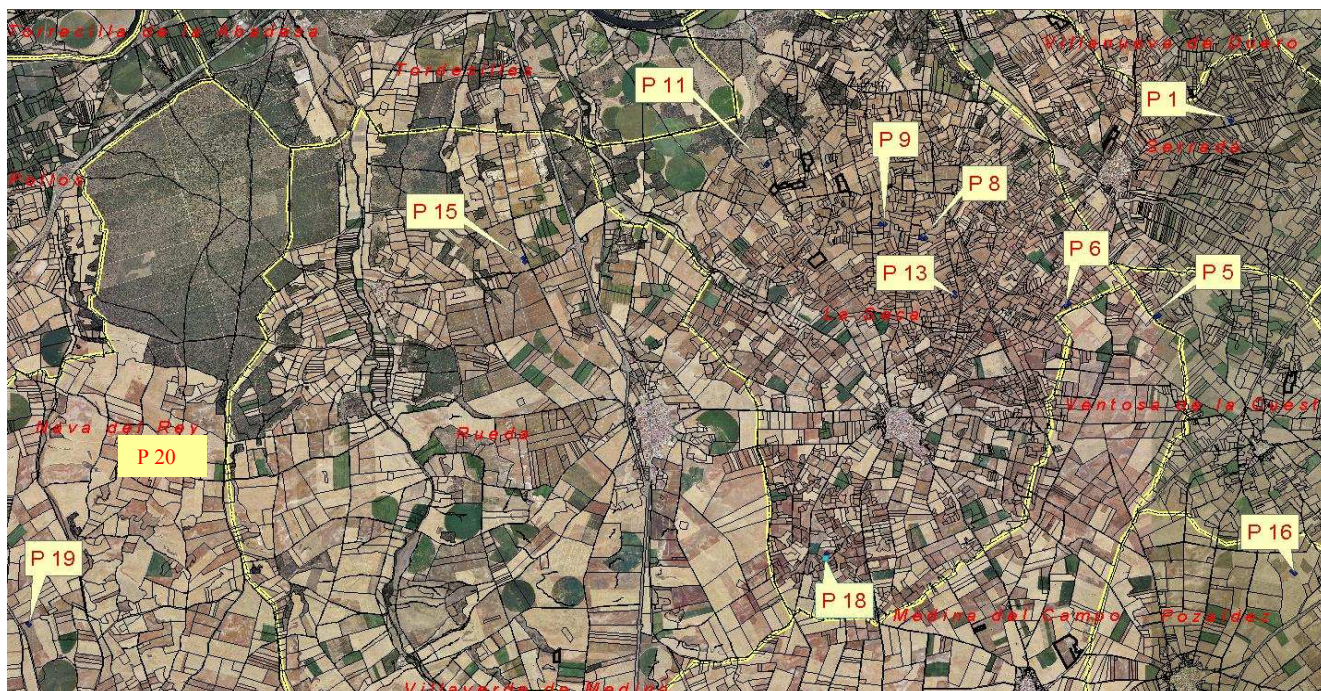 Torrecilla de la Abadesa
Villanueva de Duero
Tordesillas
P 11
P 1
P 9
Serrada
Pollos
P 8
P 15
P 6
P 5
P 13
La Seca
Ventosa de la Cuest
Nava del Rey
Rueda
P 20
P 16
P 19
P 18
Medina del Campo
Pozaldez
Villaverde de Medina